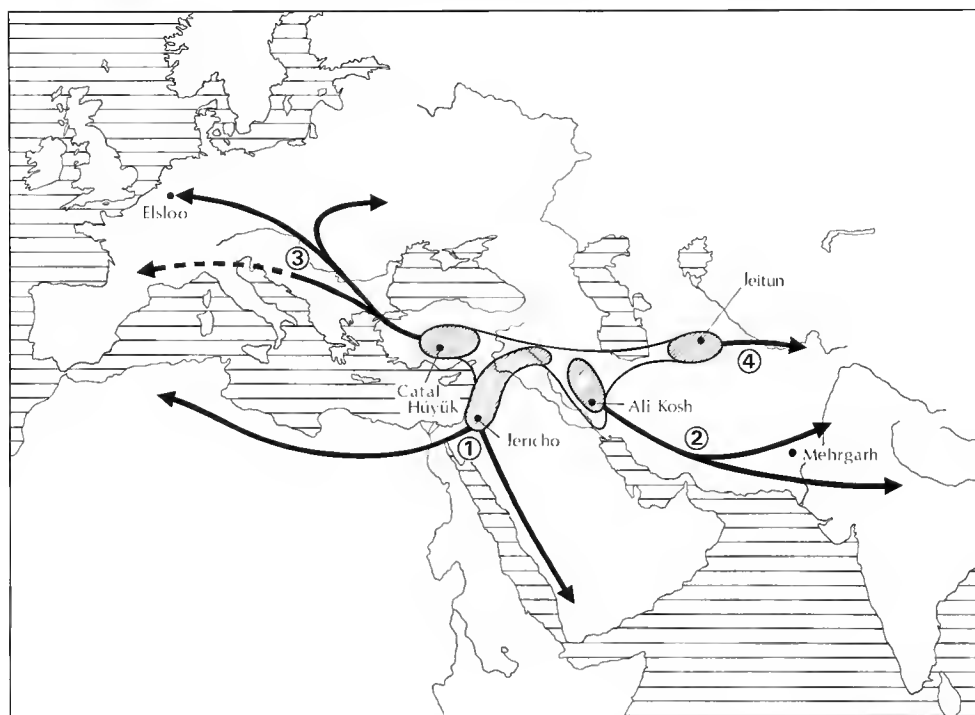 Elsloo
③
Jeitun
④
Catal
Hüyük
Ali Kosh
Jericho
①
②
Mehrgarh